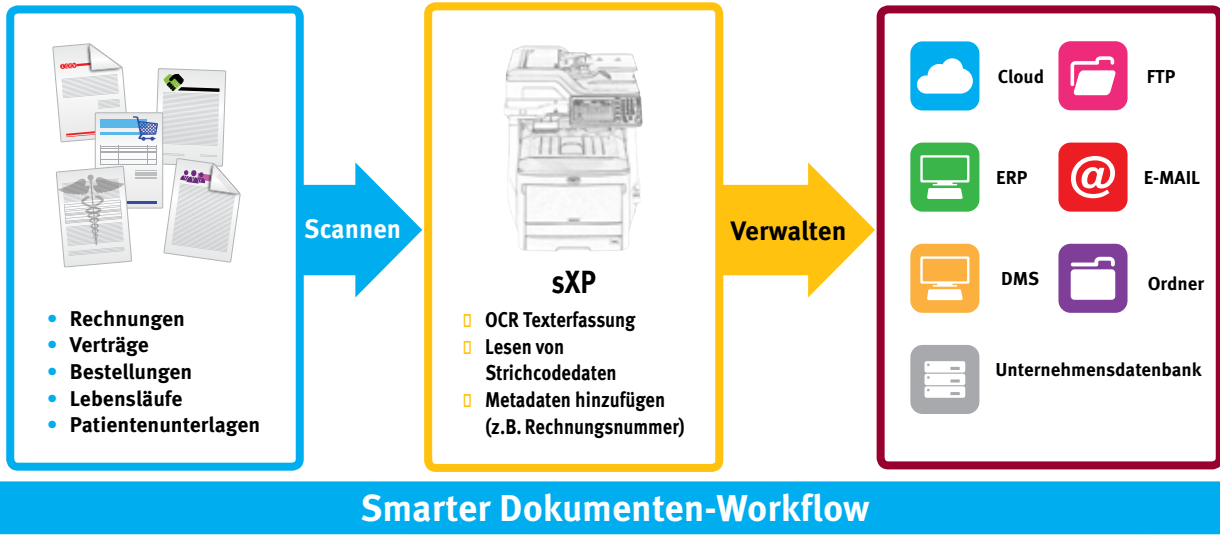 • Rechnungen
• Verträge
• Bestellungen
• Lebensläufe
• Patientenunterlagen
Scannen
sXP
▯ OCR Texterfassung
▯ Lesen von
Strichcodedaten
▯ Metadaten hinzufügen
(z.B. Rechnungsnummer)
Verwalten
Cloud
FTP
ERP
@
E-MAIL
DMS
Ordner
Unternehmensdatenbank
Smarter Dokumenten-Workflow